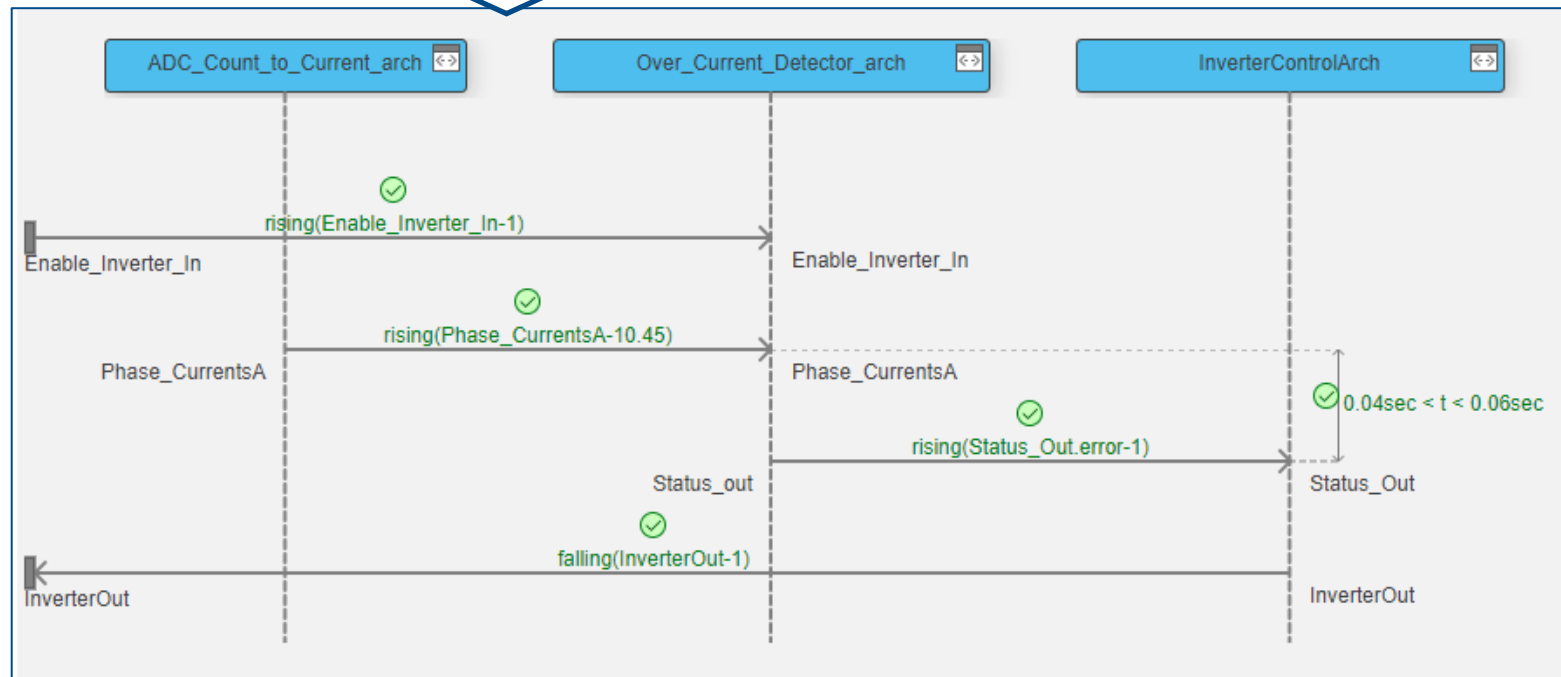 ADC_Count_to_Current_arch
Over_Current_Detector_arch
InverterControlArch
rising(Enable_Inverter_In-1)
Enable_Inverter_In
Enable_Inverter_In
rising(Phase_CurrentsA-10.45)
Phase_CurrentsA
Phase_CurrentsA
0.04sec < t < 0.06sec
rising(Status_Out.error-1)
Status_out
Status_Out
falling(InverterOut-1)
InverterOut
InverterOut